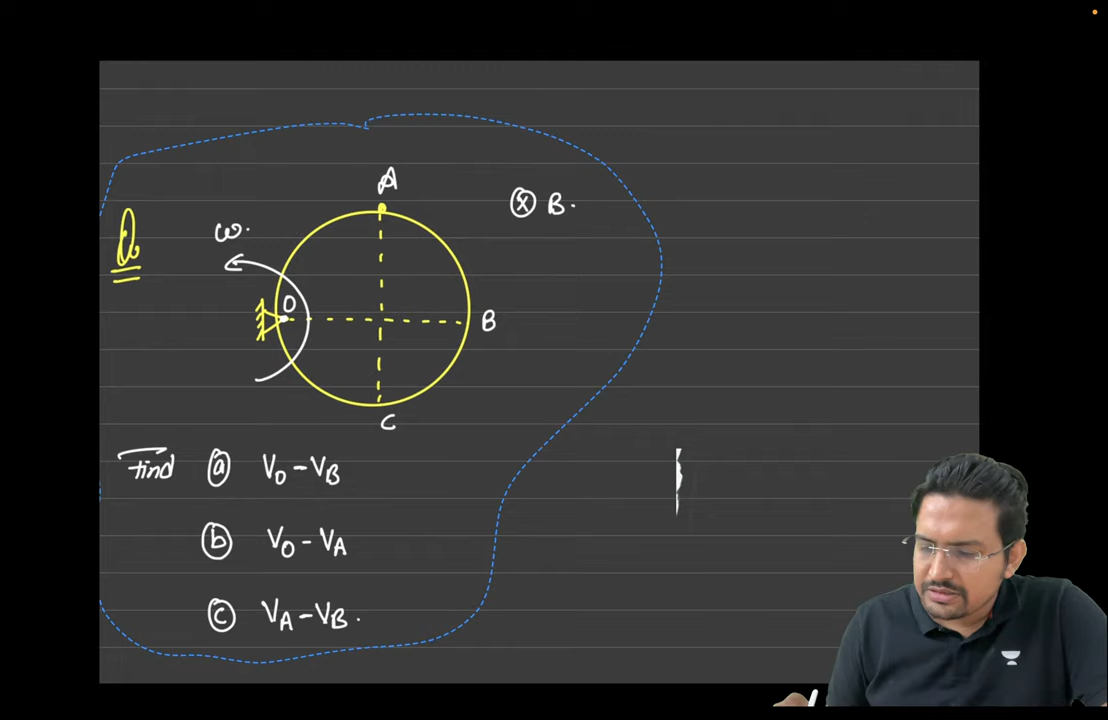 A
⊗ B.
Q
ω.
O
B
C
Find ⓐ V₀ - V_B
ⓑ V₀ - V_A
ⓒ V_A - V_B.